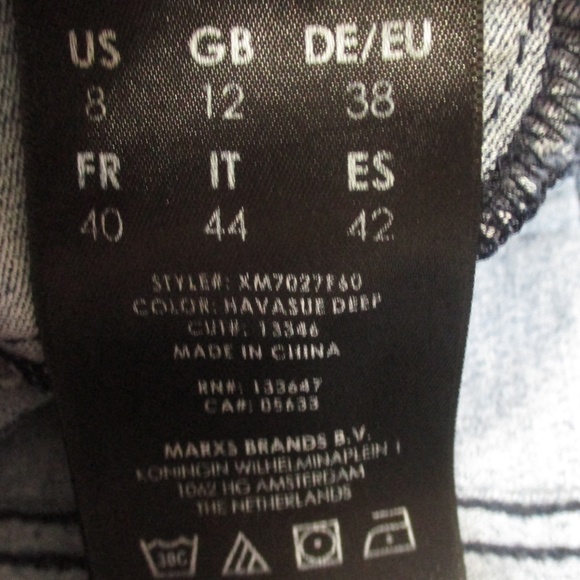 US GB DE/EU
8 12 38
FR IT ES
40 44 42
STYLE#: XM7027F60
COLOR: HAVASUE DEEP
CUT#: 13346
MADE IN CHINA
RN#: 133647
CA#: 05633
MARXS BRANDS B.V.
KONINGIN WILHELMINAPLEIN 1
1062 HG AMSTERDAM
THE NETHERLANDS
30C